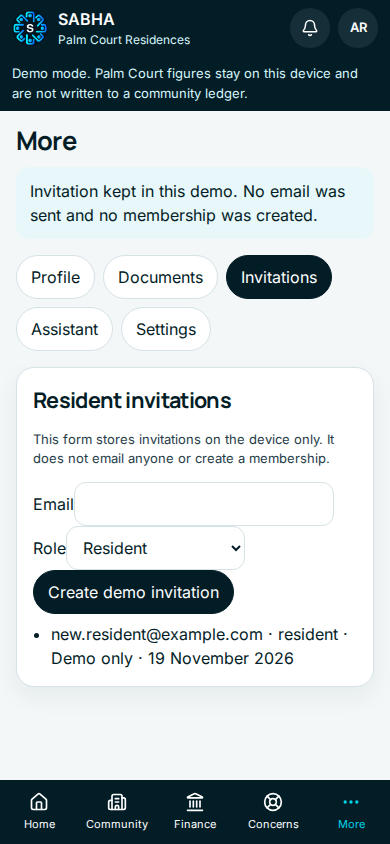 S
SABHA
Palm Court Residences
AR
Demo mode. Palm Court figures stay on this device and
are not written to a community ledger.
More
Invitation kept in this demo. No email was
sent and no membership was created.
Profile
Documents
Invitations
Assistant
Settings
Resident invitations
This form stores invitations on the device only. It
does not email anyone or create a membership.
Email
Role
Resident
Create demo invitation
• new.resident@example.com · resident ·
Demo only · 19 November 2026
Home
Community
Finance
Concerns
More